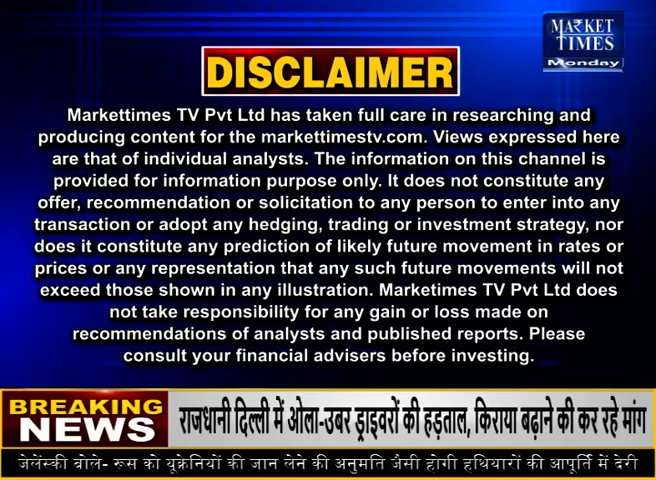 MARKET
TIMES
Monday
DISCLAIMER
Markettimes TV Pvt Ltd has taken full care in researching and
producing content for the markettimestv.com. Views expressed here
are that of individual analysts. The information on this channel is
provided for information purpose only. It does not constitute any
offer, recommendation or solicitation to any person to enter into any
transaction or adopt any hedging, trading or investment strategy, nor
does it constitute any prediction of likely future movement in rates or
prices or any representation that any such future movements will not
exceed those shown in any illustration. Marketimes TV Pvt Ltd does
not take responsibility for any gain or loss made on
recommendations of analysts and published reports. Please
consult your financial advisers before investing.
BREAKING
NEWS
राजधानी दिल्ली में ओला-उबर ड्राइवरों की हड़ताल, किराया बढ़ाने की कर रहे मांग
जेलेंस्की बोले- रूस को यूक्रेनियों की जान लेने की अनुमति जैसी होगी हथियारों की आपूर्ति में देरी